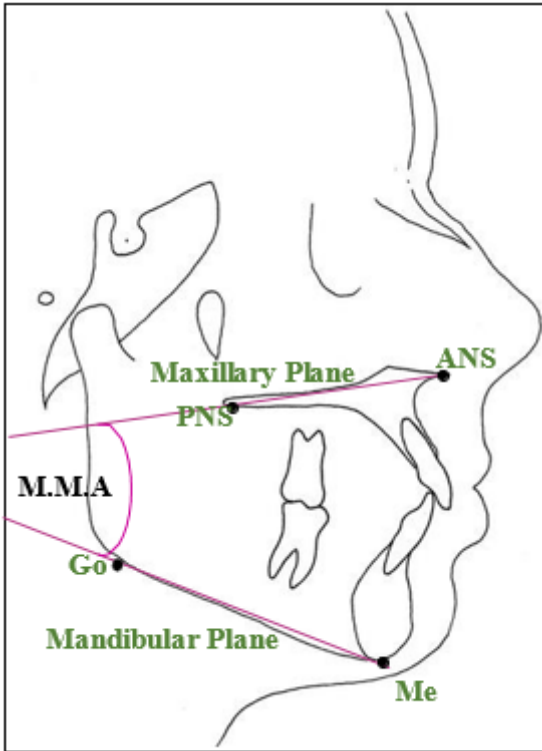 ANS
Maxillary Plane
PNS
M.M.A
Go
Mandibular Plane
Me